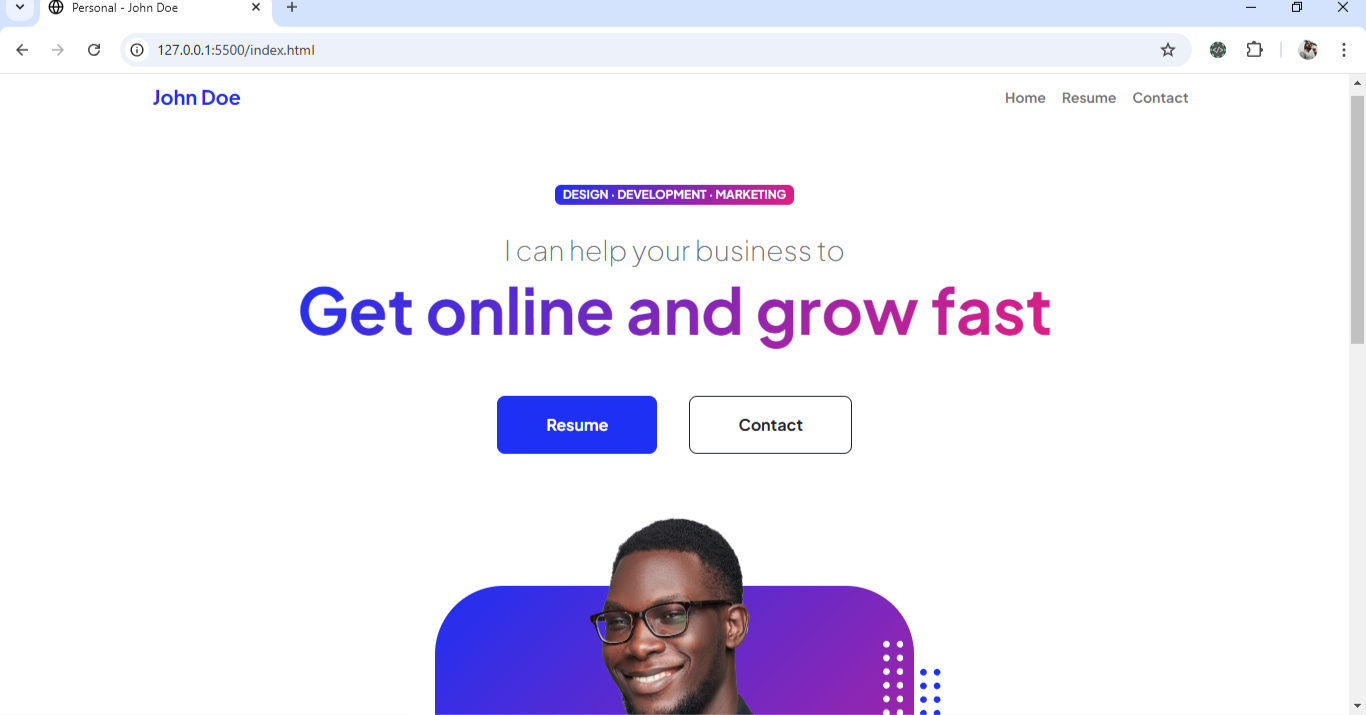 Personal - John Doe
127.0.0.1:5500/index.html
John Doe
Home Resume Contact
DESIGN · DEVELOPMENT · MARKETING
I can help your business to
Get online and grow fast
Resume Contact